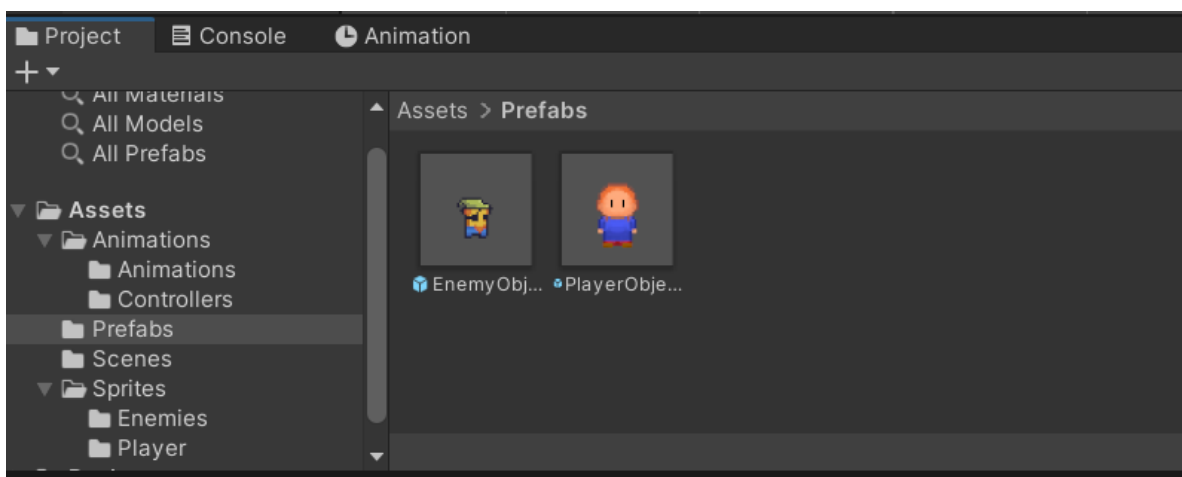 Project Console Animation
All Materials
Assets > Prefabs
All Models
All Prefabs
Assets
Animations
Animations
Controllers
Prefabs
Scenes
Sprites
Enemies
Player
EnemyObj... PlayerObje...